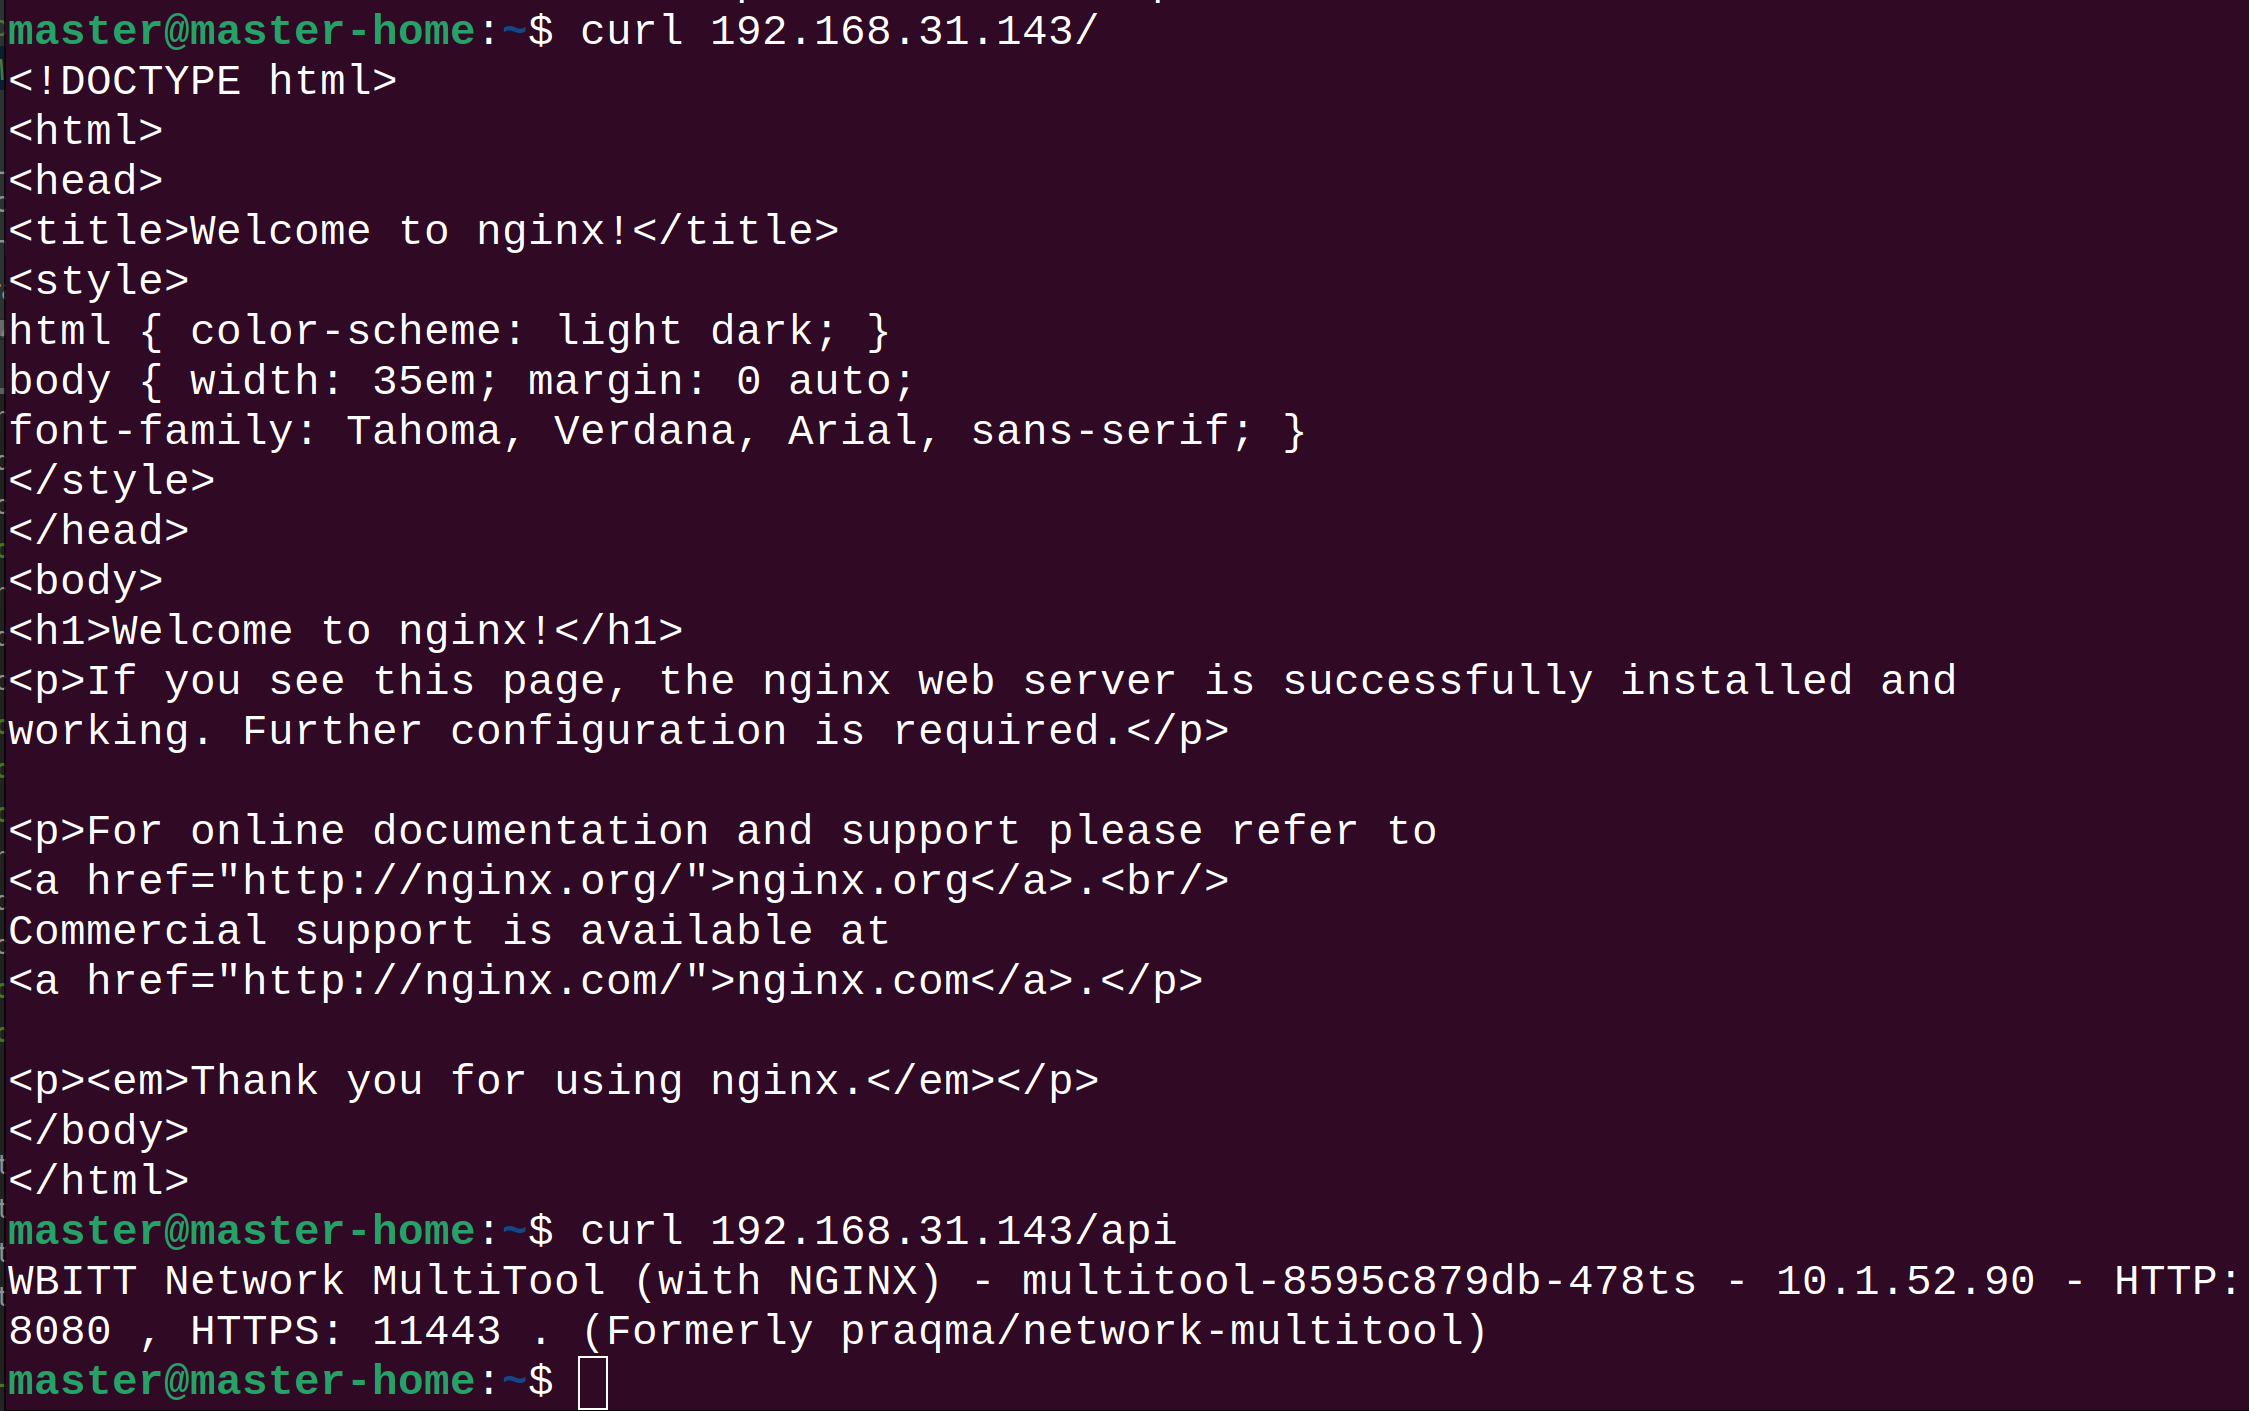 master@master-home:~$ curl 192.168.31.143/
<!DOCTYPE html>
<html>
<head>
<title>Welcome to nginx!</title>
<style>
html { color-scheme: light dark; }
body { width: 35em; margin: 0 auto;
font-family: Tahoma, Verdana, Arial, sans-serif; }
</style>
</head>
<body>
<h1>Welcome to nginx!</h1>
<p>If you see this page, the nginx web server is successfully installed and
working. Further configuration is required.</p>

<p>For online documentation and support please refer to
<a href="http://nginx.org/">nginx.org</a>.<br/>
Commercial support is available at
<a href="http://nginx.com/">nginx.com</a>.</p>

<p><em>Thank you for using nginx.</em></p>
</body>
</html>
master@master-home:~$ curl 192.168.31.143/api
WBITT Network MultiTool (with NGINX) - multitool-8595c879db-478ts - 10.1.52.90 - HTTP:
8080 , HTTPS: 11443 . (Formerly praqma/network-multitool)
master@master-home:~$